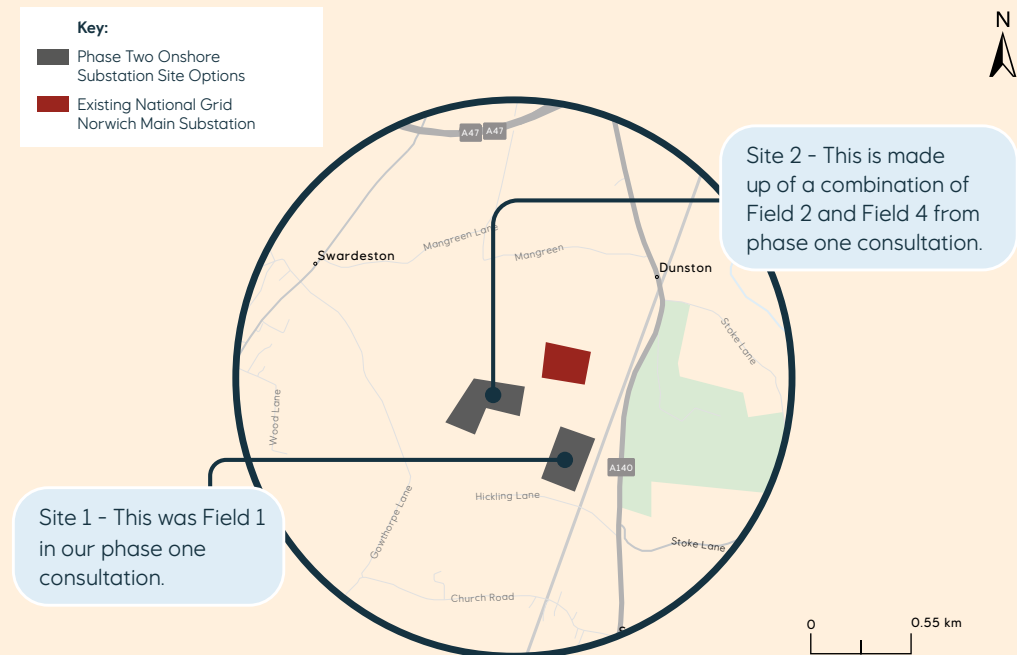 Key:
Phase Two Onshore
Substation Site Options
Existing National Grid
Norwich Main Substation
N
A47 A47
Site 2 - This is made
up of a combination of
Field 2 and Field 4 from
phase one consultation.
Mangreen Lane
Swardeston
Mangreen
Dunston
Stoke Lane
Wood Lane
A140
Hickling Lane
Gowthorpe Lane
Stoke Lane
Site 1 - This was Field 1
in our phase one
consultation.
Church Road
0 0.55 km